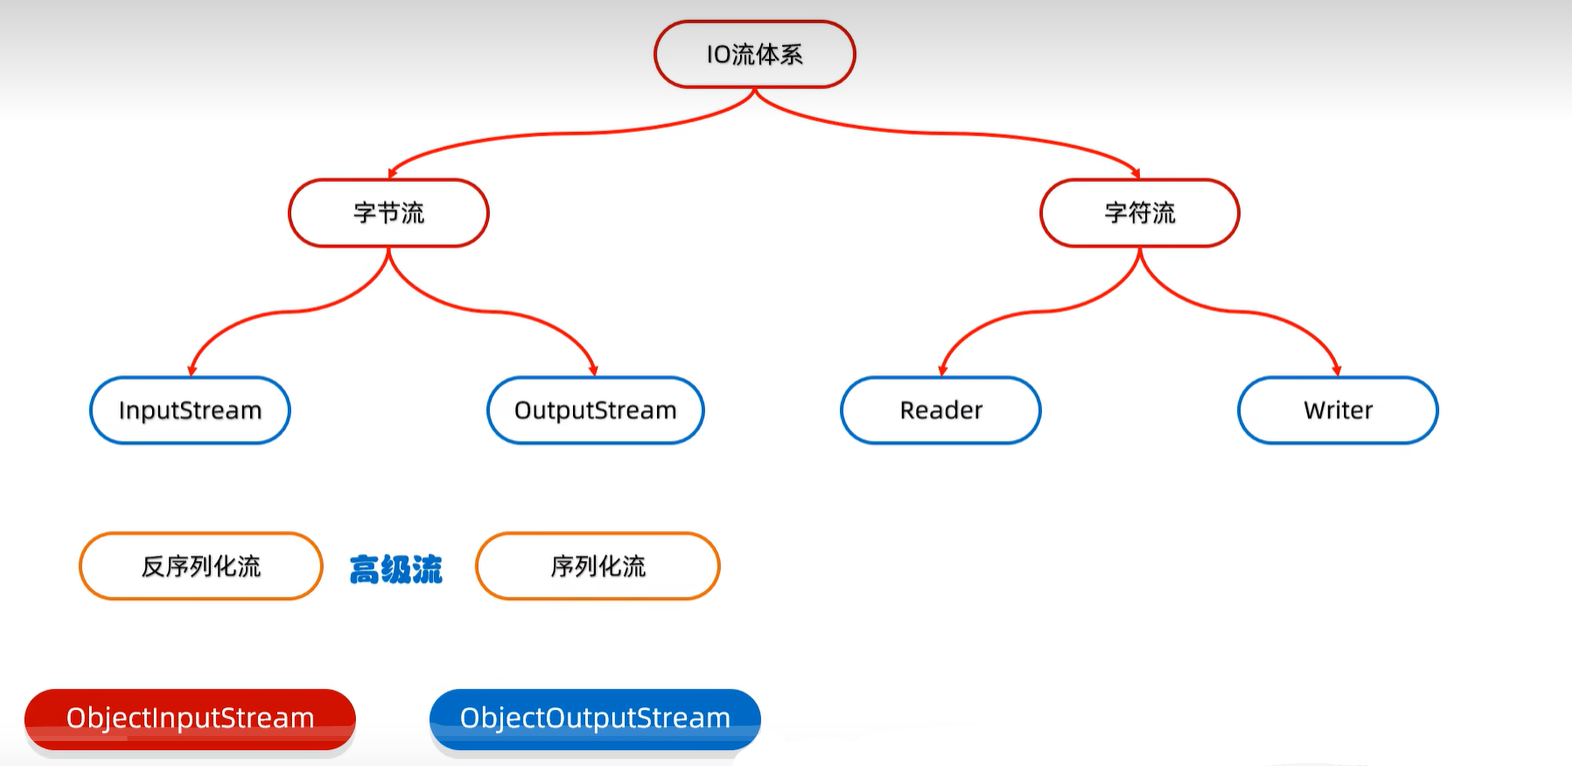 IO流体系
字节流
字符流
InputStream
OutputStream
Reader
Writer
反序列化流
高级流
序列化流
ObjectInputStream
ObjectOutputStream